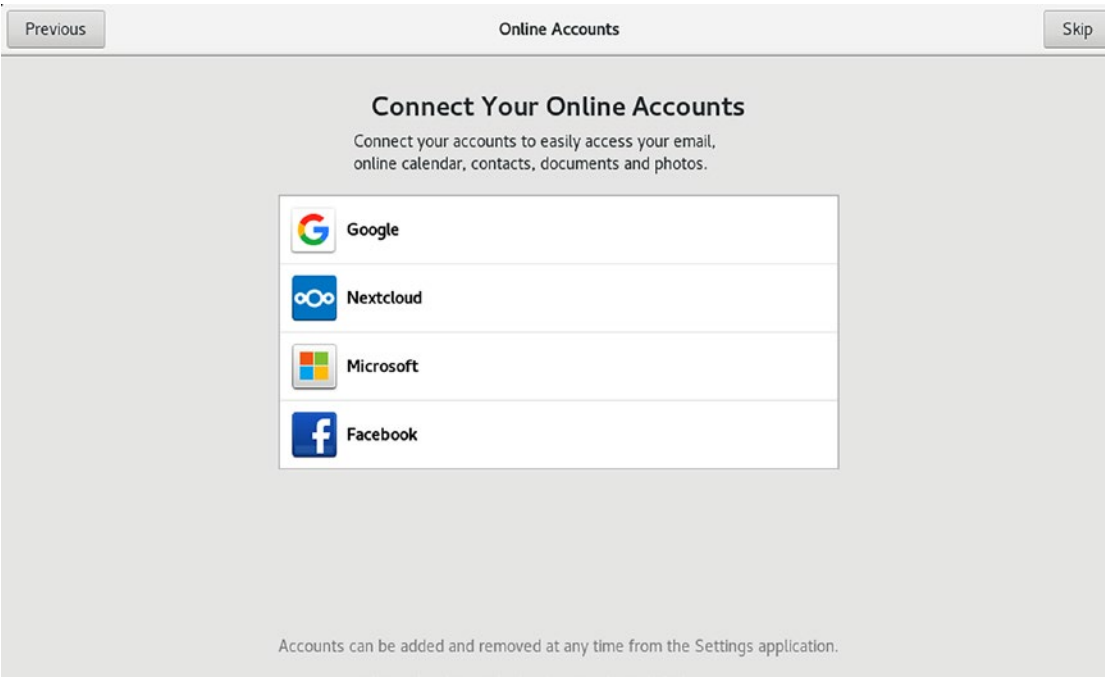 Previous
Online Accounts
Skip
Connect Your Online Accounts
Connect your accounts to easily access your email,
online calendar, contacts, documents and photos.
Google
Nextcloud
Microsoft
Facebook
Accounts can be added and removed at any time from the Settings application.